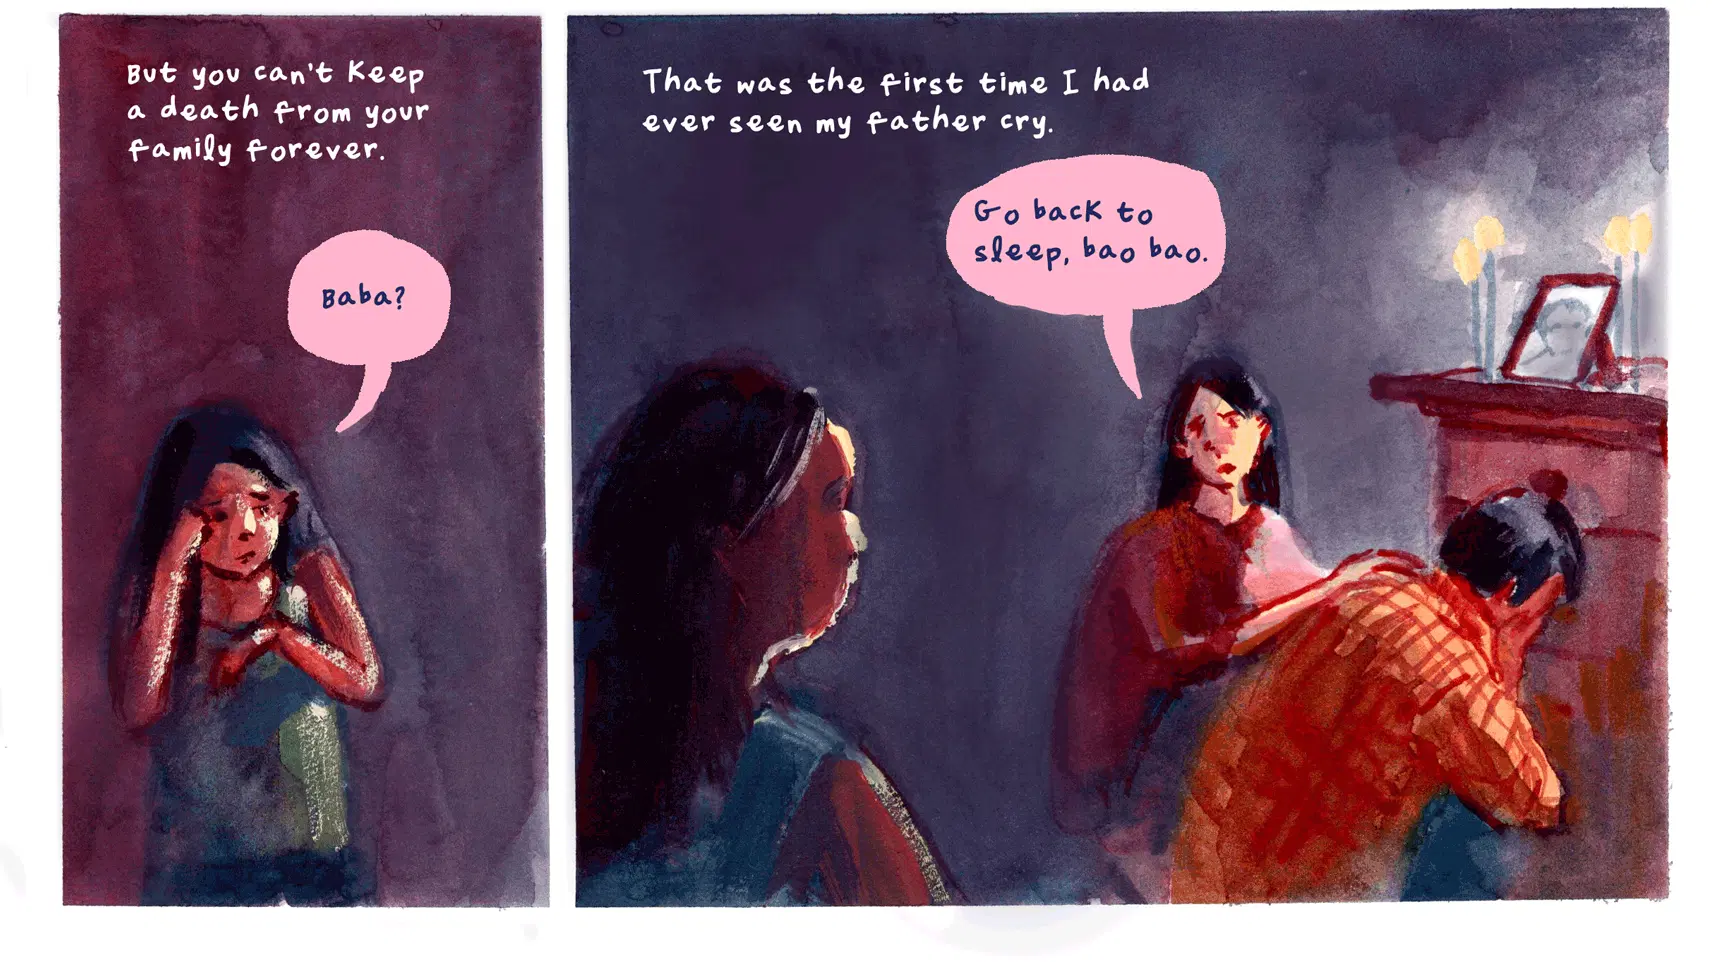 But you can't keep
a death from your
family forever.
Baba?
That was the first time I had
ever seen my father cry.
Go back to
sleep, bao bao.